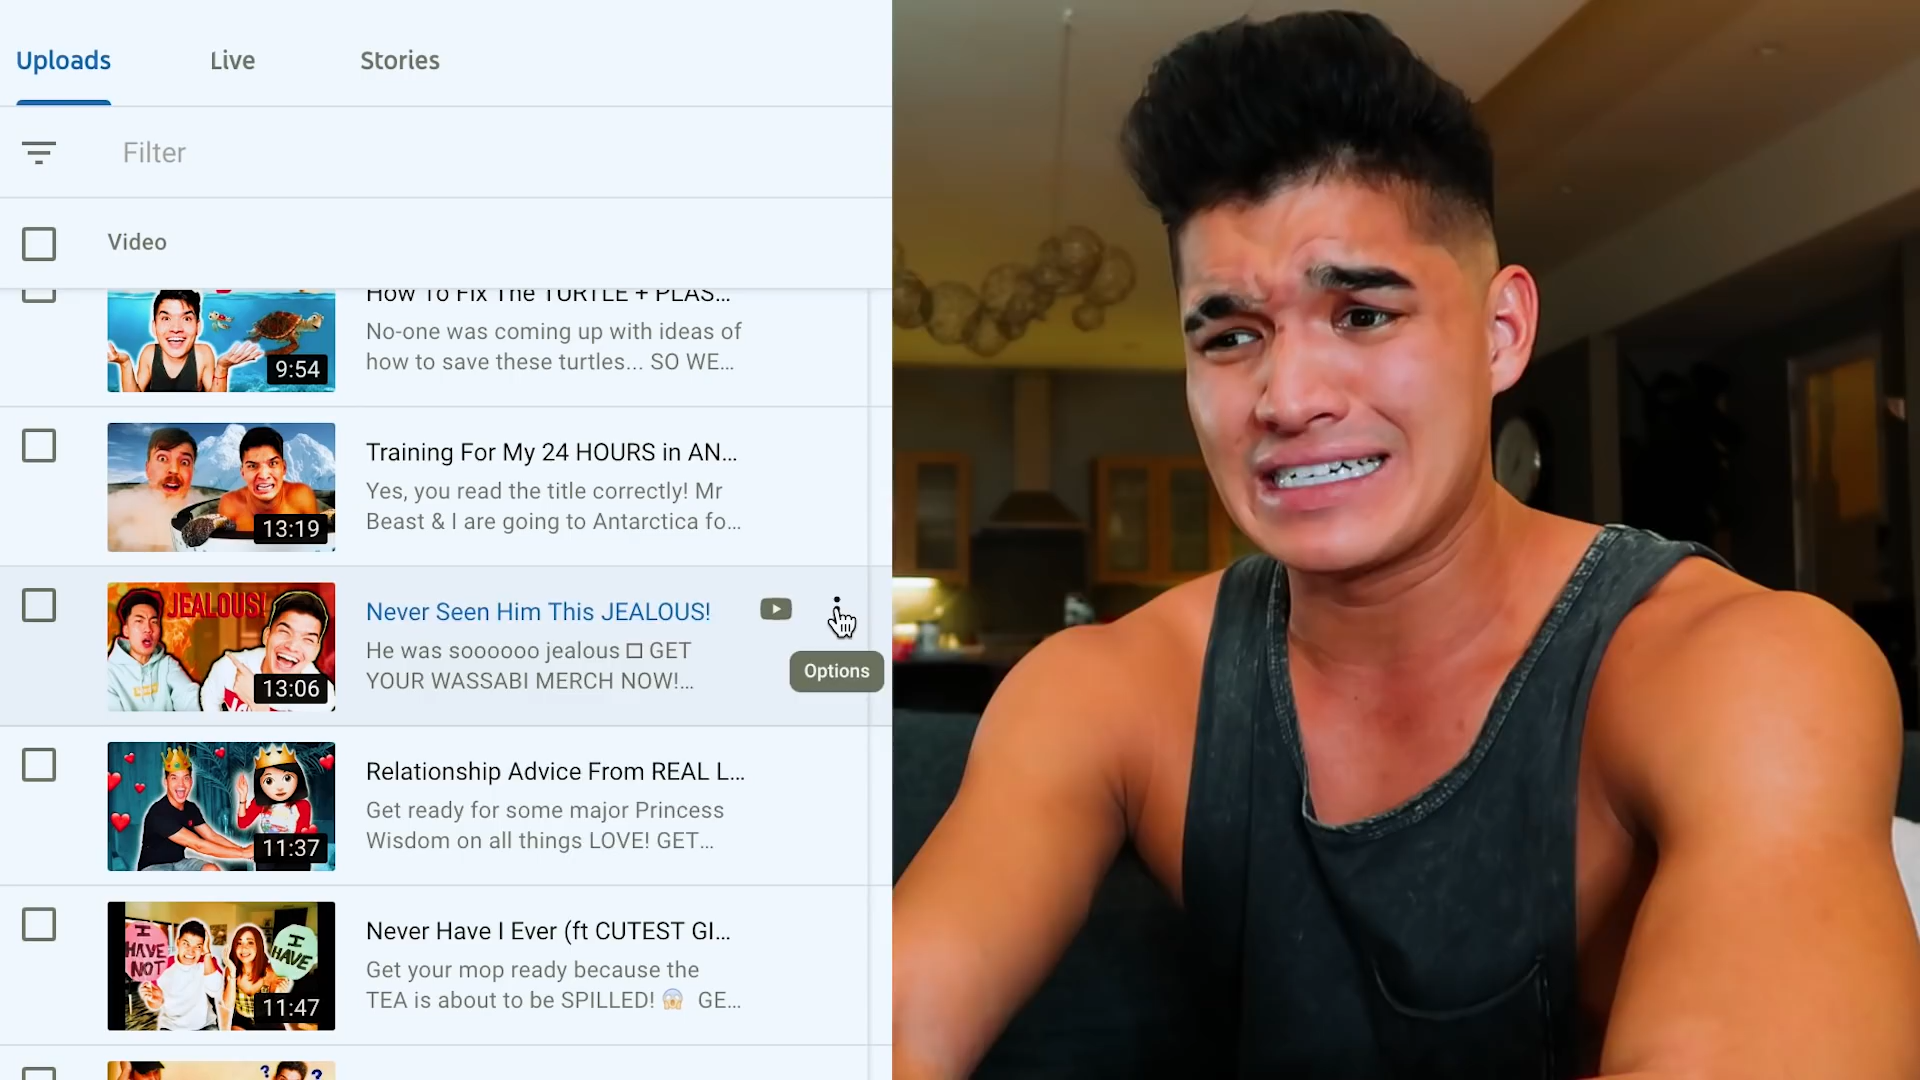 Uploads
Live
Stories
Filter
Video
How To Fix The TURTLE + PLAS...
No-one was coming up with ideas of
how to save these turtles... SO WE...
9:54
Training For My 24 HOURS in AN...
Yes, you read the title correctly! Mr
Beast & I are going to Antarctica fo...
13:19
JEALOUS!
Never Seen Him This JEALOUS!
He was soooooo jealous □ GET
YOUR WASSABI MERCH NOW!...
13:06
Options
Relationship Advice From REAL L...
Get ready for some major Princess
Wisdom on all things LOVE! GET...
11:37
I
HAVE
NOT
I
HAVE
Never Have I Ever (ft CUTEST GI...
Get your mop ready because the
TEA is about to be SPILLED! 😱 GE...
11:47
? ?